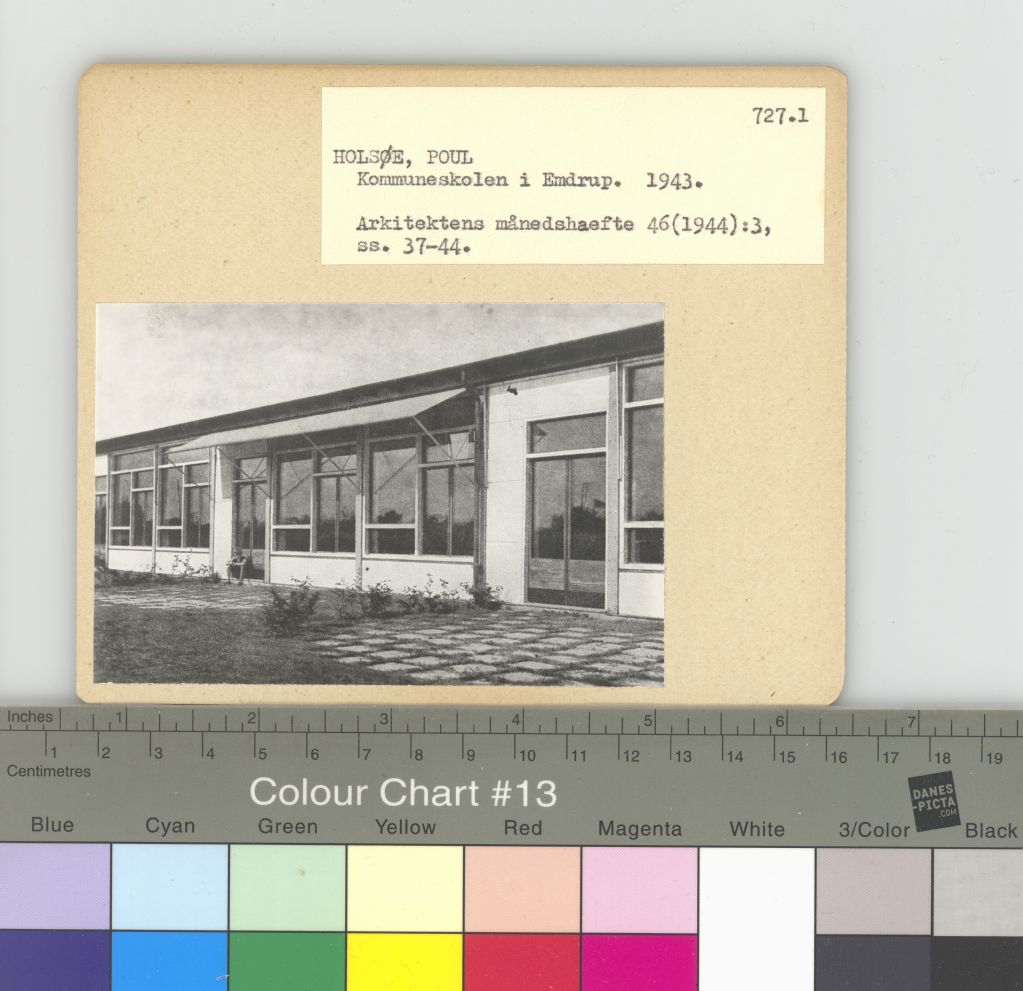 727.1
HOLSØE, POUL
Kommuneskolen i Emdrup. 1943.
Arkitektens månedshaefte 46(1944):3,
ss. 37-44.
Inches 1 2 3 4 5 6 7
1 2 3 4 5 6 7 8 9 10 11 12 13 14 15 16 17 18 19
Centimetres
Colour Chart #13
DANES
-PICTA
.COM
Blue Cyan Green Yellow Red Magenta White 3/Color Black